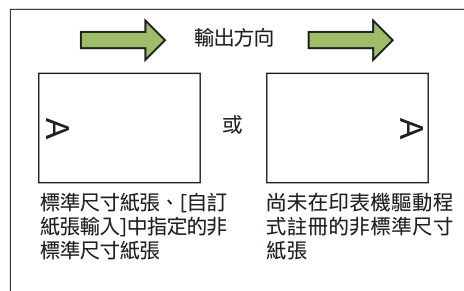 輸出方向
A
或
A
標準尺寸紙張、[自訂
紙張輸入]中指定的非
標準尺寸紙張
尚未在印表機驅動程
式註冊的非標準尺寸
紙張